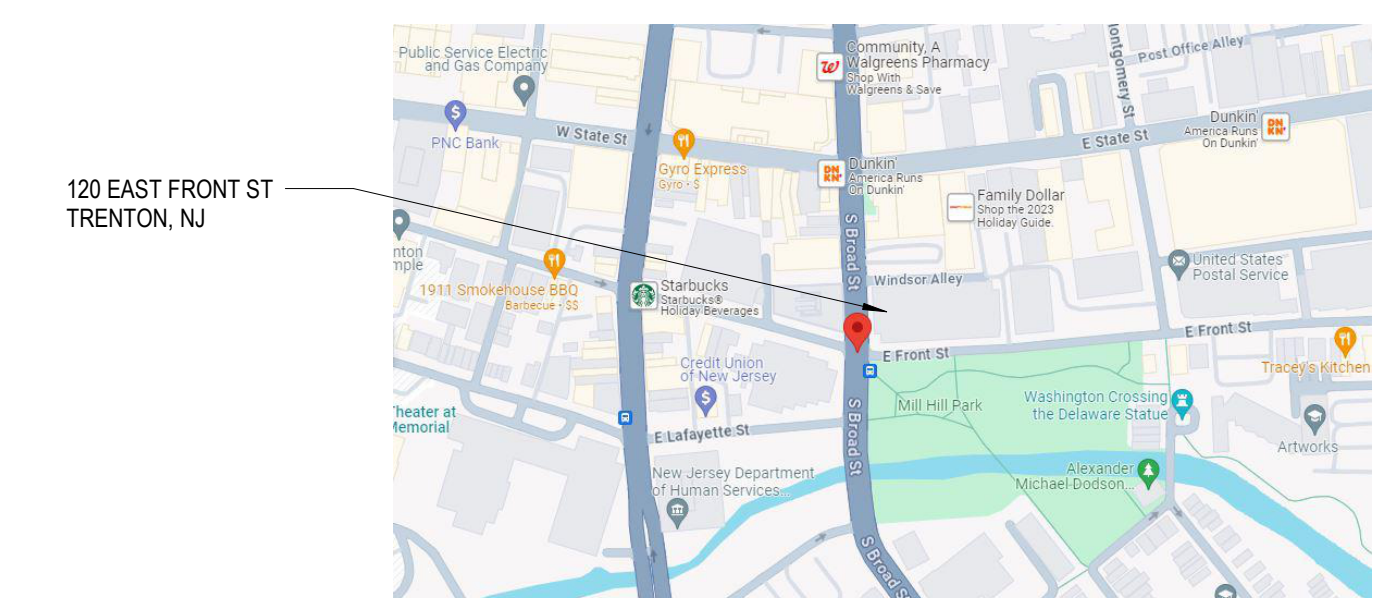 120 EAST FRONT ST
TRENTON, NJ
Public Service Electric
and Gas Company
PNC Bank
W State St
Gyro Express
Gyro • $
Community, A
Walgreens Pharmacy
Shop With
Walgreens & Save
Post Office Alley
Dunkin'
America Runs
On Dunkin'
E State St
Dunkin'
America Runs
On Dunkin'
Family Dollar
Shop the 2023
Holiday Guide.
S Broad St
Windsor Alley
United States
Postal Service
1911 Smokehouse BBQ
Barbecue • $$
Starbucks
Starbucks®
Holiday Beverages
E Front St
E Front St
Tracey's Kitchen
Credit Union
of New Jersey
Mill Hill Park
Washington Crossing
the Delaware Statue
Theater at
Memorial
E Lafayette St
S Broad St
Artworks
New Jersey Department
of Human Services...
Alexander
Michael Dodson...
S Broad St